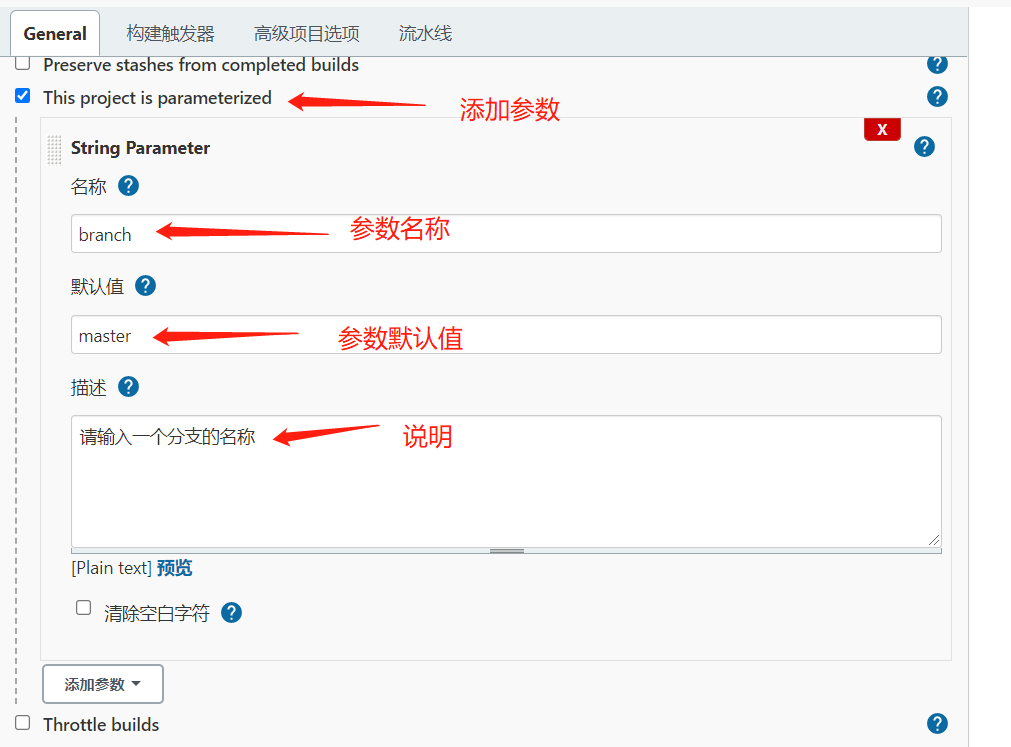 General 构建触发器 高级项目选项 流水线
Preserve stashes from completed builds ?
This project is parameterized 添加参数 ?
X
String Parameter ?
名称 ?
branch 参数名称
默认值 ?
master 参数默认值
描述 ?
请输入一个分支的名称 说明
[Plain text] 预览
清除空白字符 ?
添加参数
Throttle builds ?